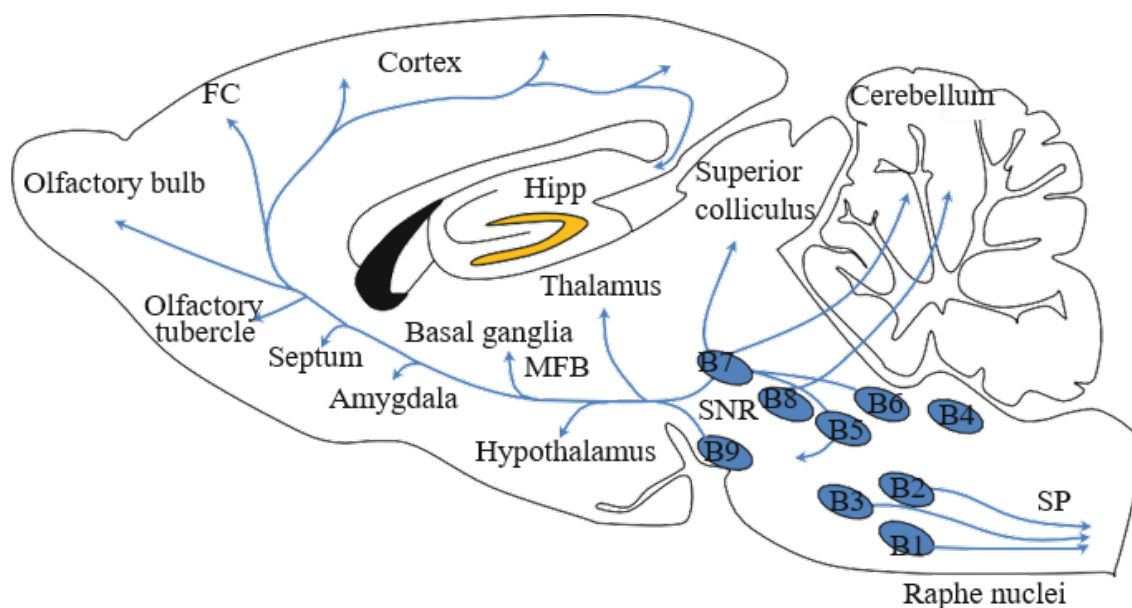 Cortex
FC
Cerebellum
Olfactory bulb
Hipp
Superior
colliculus
Thalamus
Olfactory
tubercle
Basal ganglia
Septum
MFB
B7
Amygdala
SNR
B8
B6
B4
B5
Hypothalamus
B9
B2
B3
SP
B1
Raphe nuclei